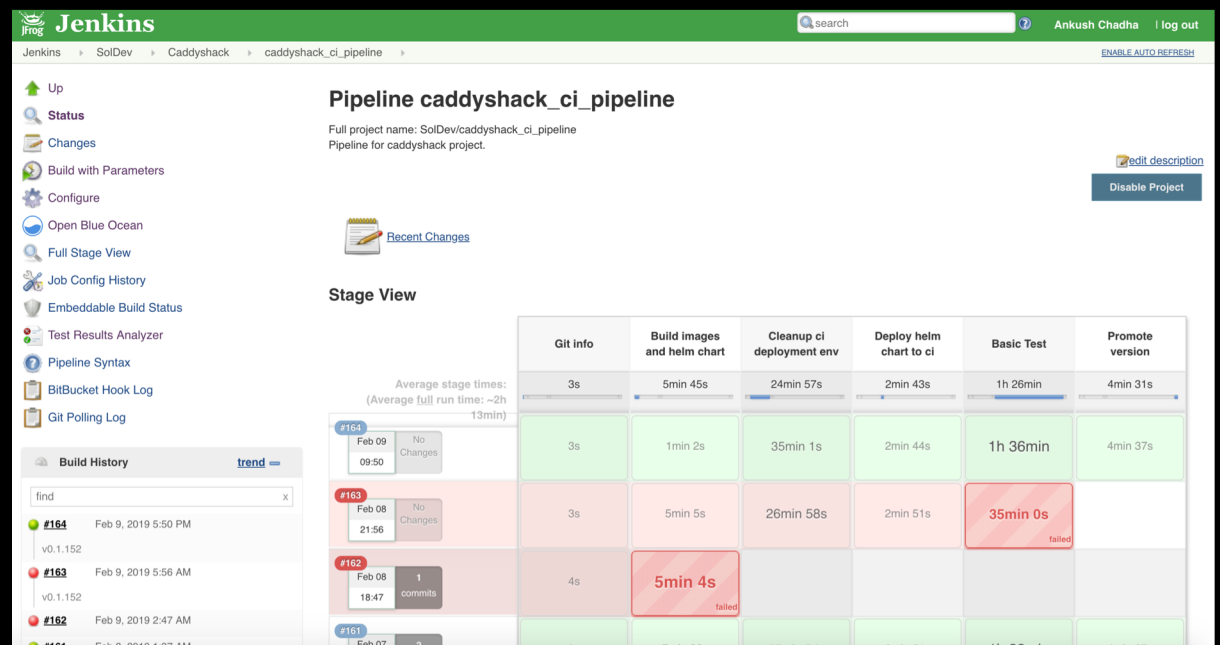 JFrog Jenkins
search
Ankush Chadha | log out
Jenkins SolDev Caddyshack caddyshack_ci_pipeline
ENABLE AUTO REFRESH
Up
Status
Changes
Build with Parameters
Configure
Open Blue Ocean
Full Stage View
Job Config History
Embeddable Build Status
Test Results Analyzer
Pipeline Syntax
BitBucket Hook Log
Git Polling Log
Build History trend
find x
#164 Feb 9, 2019 5:50 PM
v0.1.152
#163 Feb 9, 2019 5:56 AM
v0.1.152
#162 Feb 9, 2019 2:47 AM
Pipeline caddyshack_ci_pipeline
Full project name: SolDev/caddyshack_ci_pipeline
Pipeline for caddyshack project.
edit description
Disable Project
Recent Changes
Stage View
Git info
Build images
and helm chart
Cleanup ci
deployment env
Deploy helm
chart to ci
Basic Test
Promote
version
Average stage times:
(Average full run time: ~2h
13min)
3s 5min 45s 24min 57s 2min 43s 1h 26min 4min 31s
#164
Feb 09
09:50
No
Changes
3s 1min 2s 35min 1s 2min 44s 1h 36min 4min 37s
#163
Feb 08
21:56
No
Changes
3s 5min 5s 26min 58s 2min 51s 35min 0s
failed
#162
Feb 08
18:47
1
commits
4s 5min 4s
failed
#161
Feb 07